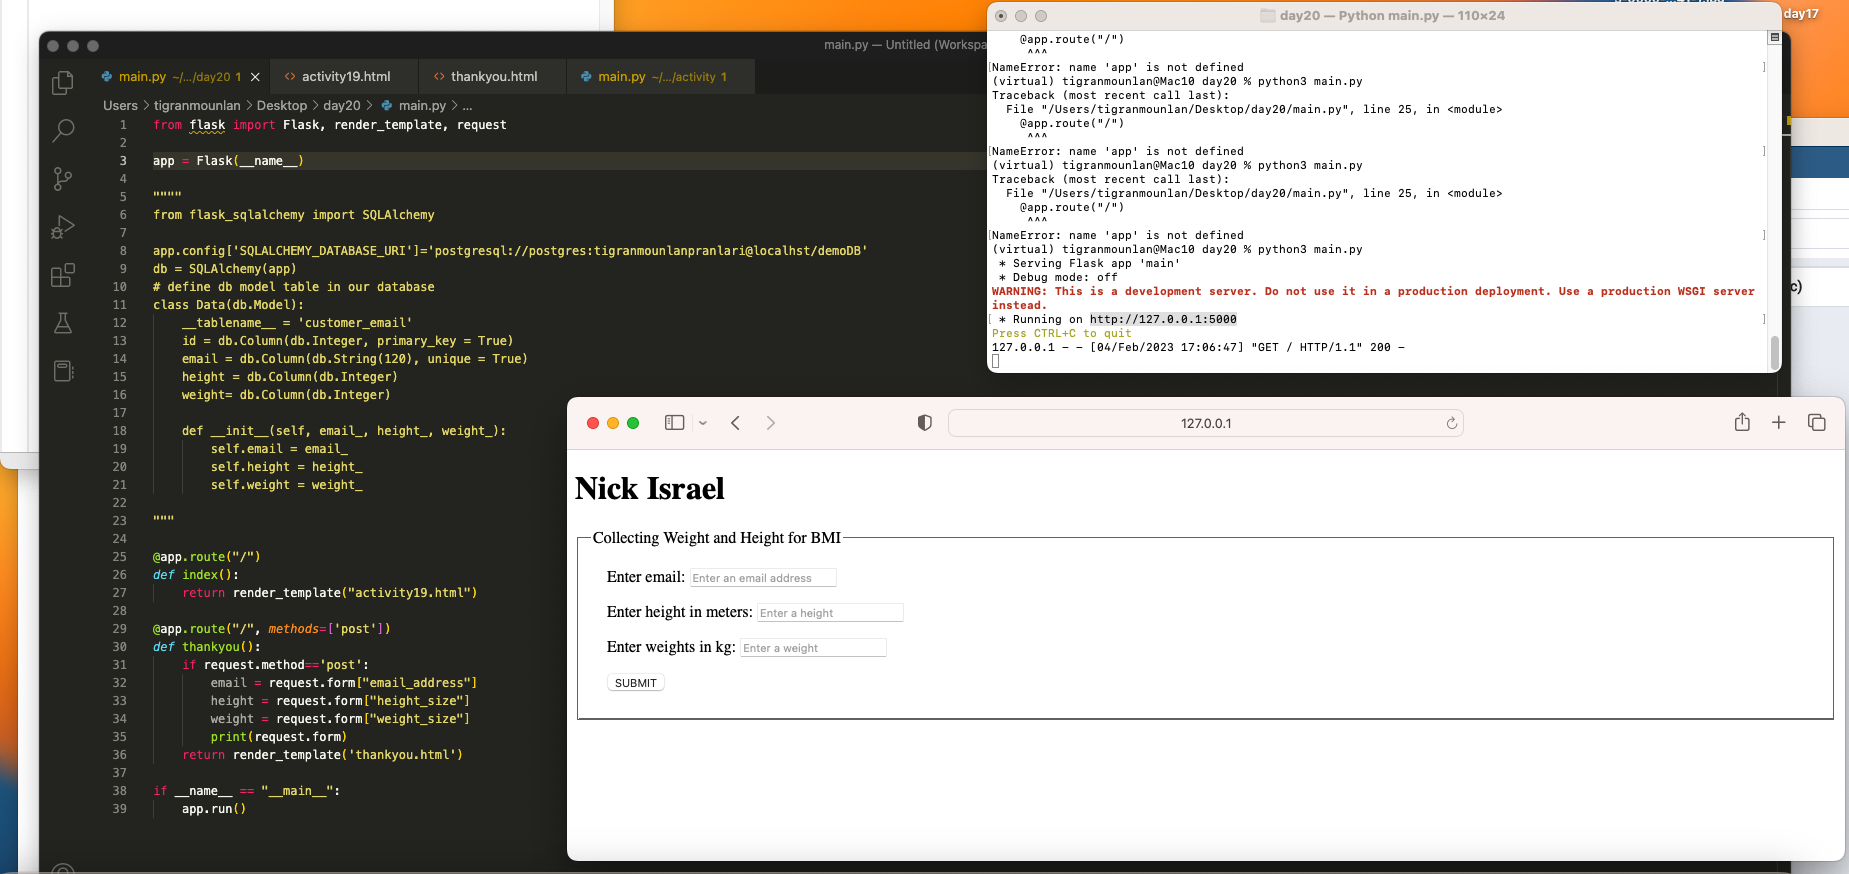 main.py — Untitled (Workspa
main.py ~/.../day20 1
activity19.html
thankyou.html
main.py ~/.../activity 1
Users > tigranmounlan > Desktop > day20 > main.py > ...
1 from flask import Flask, render_template, request
2
3 app = Flask(__name__)
4
5 """"
6 from flask_sqlalchemy import SQLAlchemy
7
8 app.config['SQLALCHEMY_DATABASE_URI']='postgresql://postgres:tigranmounlanpranlari@localhst/demoDB'
9 db = SQLAlchemy(app)
10 # define db model table in our database
11 class Data(db.Model):
12 __tablename__ = 'customer_email'
13 id = db.Column(db.Integer, primary_key = True)
14 email = db.Column(db.String(120), unique = True)
15 height = db.Column(db.Integer)
16 weight= db.Column(db.Integer)
17
18 def __init__(self, email_, height_, weight_):
19 self.email = email_
20 self.height = height_
21 self.weight = weight_
22
23 """
24
25 @app.route("/")
26 def index():
27 return render_template("activity19.html")
28
29 @app.route("/", methods=['post'])
30 def thankyou():
31 if request.method=='post':
32 email = request.form["email_address"]
33 height = request.form["height_size"]
34 weight = request.form["weight_size"]
35 print(request.form)
36 return render_template('thankyou.html')
37
38 if __name__ == "__main__":
39 app.run()
day20 — Python main.py — 110×24
@app.route("/")
^^^
NameError: name 'app' is not defined
(virtual) tigranmounlan@Mac10 day20 % python3 main.py
Traceback (most recent call last):
File "/Users/tigranmounlan/Desktop/day20/main.py", line 25, in <module>
@app.route("/")
^^^
NameError: name 'app' is not defined
(virtual) tigranmounlan@Mac10 day20 % python3 main.py
Traceback (most recent call last):
File "/Users/tigranmounlan/Desktop/day20/main.py", line 25, in <module>
@app.route("/")
^^^
NameError: name 'app' is not defined
(virtual) tigranmounlan@Mac10 day20 % python3 main.py
* Serving Flask app 'main'
* Debug mode: off
WARNING: This is a development server. Do not use it in a production deployment. Use a production WSGI server
instead.
* Running on http://127.0.0.1:5000
Press CTRL+C to quit
127.0.0.1 - - [04/Feb/2023 17:06:47] "GET / HTTP/1.1" 200 -
day17
c)
127.0.0.1
Nick Israel
Collecting Weight and Height for BMI
Enter email: Enter an email address
Enter height in meters: Enter a height
Enter weights in kg: Enter a weight
SUBMIT